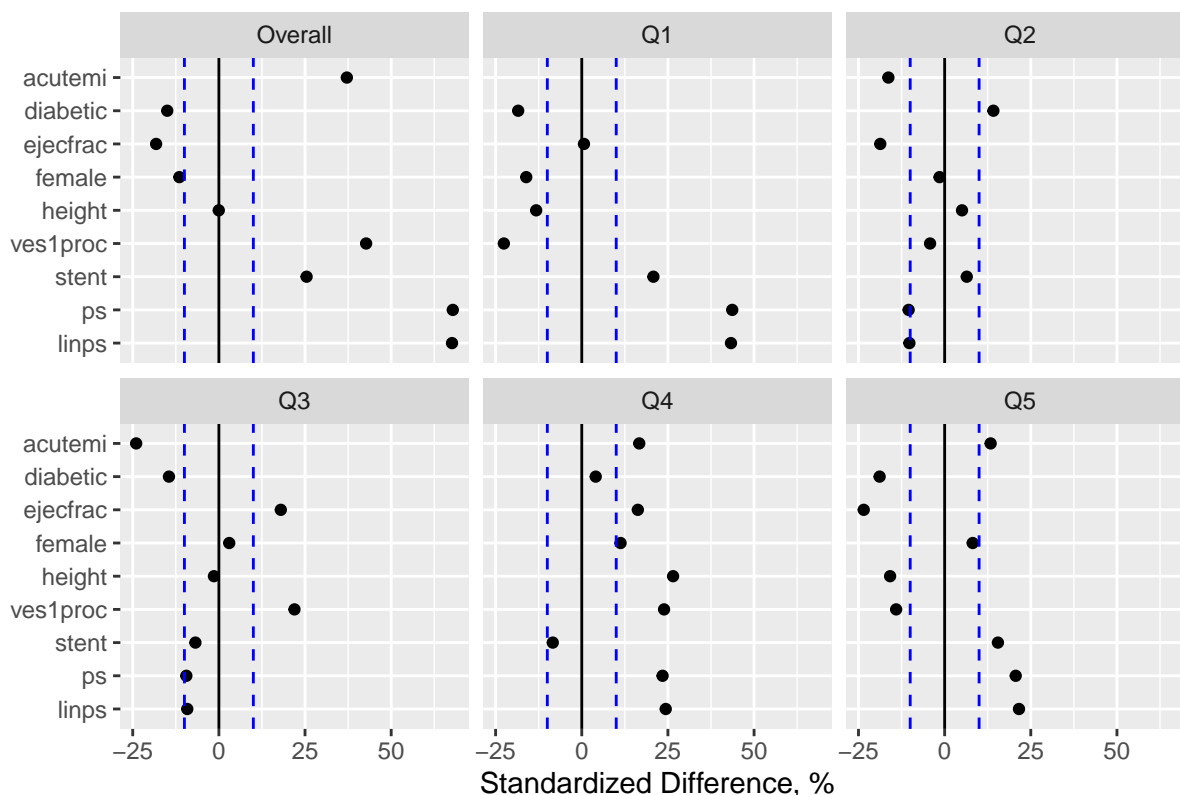 Overall Q1 Q2
acutemi
diabetic
ejecfrac
female
height
ves1proc
stent
ps
linps
Q3 Q4 Q5
acutemi
diabetic
ejecfrac
female
height
ves1proc
stent
ps
linps
−25 0 25 50 −25 0 25 50 −25 0 25 50
Standardized Difference, %